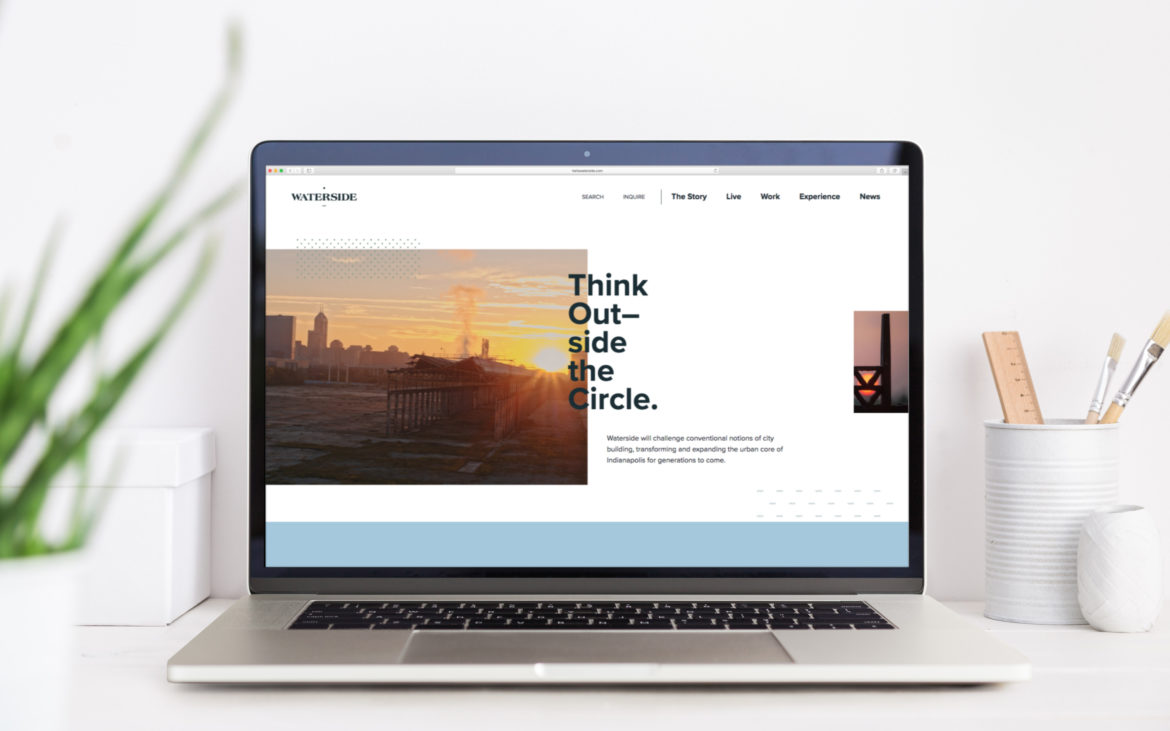 WATERSIDE
SEARCH INQUIRE The Story Live Work Experience News
Think
Out–
side
the
Circle.
Waterside will challenge conventional notions of city
building, transforming and expanding the urban core of
Indianapolis for generations to come.